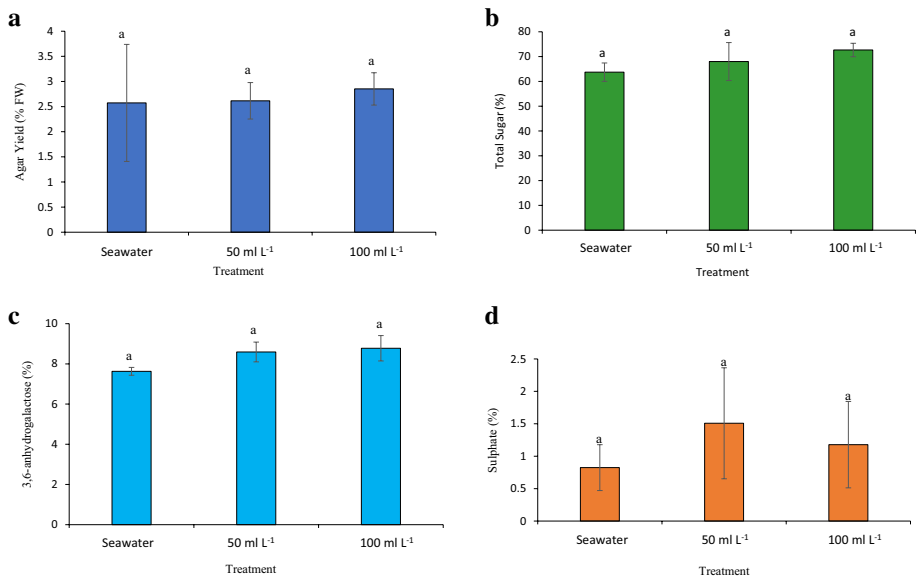 a
Agar Yield (% FW)
4
3.5
3
2.5
2
1.5
1
0.5
0
a
a
a
Seawater
50 ml L⁻¹
100 ml L⁻¹
Treatment
b
Total Sugar (%)
80
70
60
50
40
30
20
10
0
a
a
a
Seawater
50 ml L⁻¹
100 ml L⁻¹
Treatment
c
3,6-anhydrogalactose (%)
10
8
6
4
2
0
a
a
a
Seawater
50 ml L⁻¹
100 ml L⁻¹
Treatment
d
Sulphate (%)
2.5
2
1.5
1
0.5
0
a
a
a
Seawater
50 ml L⁻¹
100 ml L⁻¹
Treatment